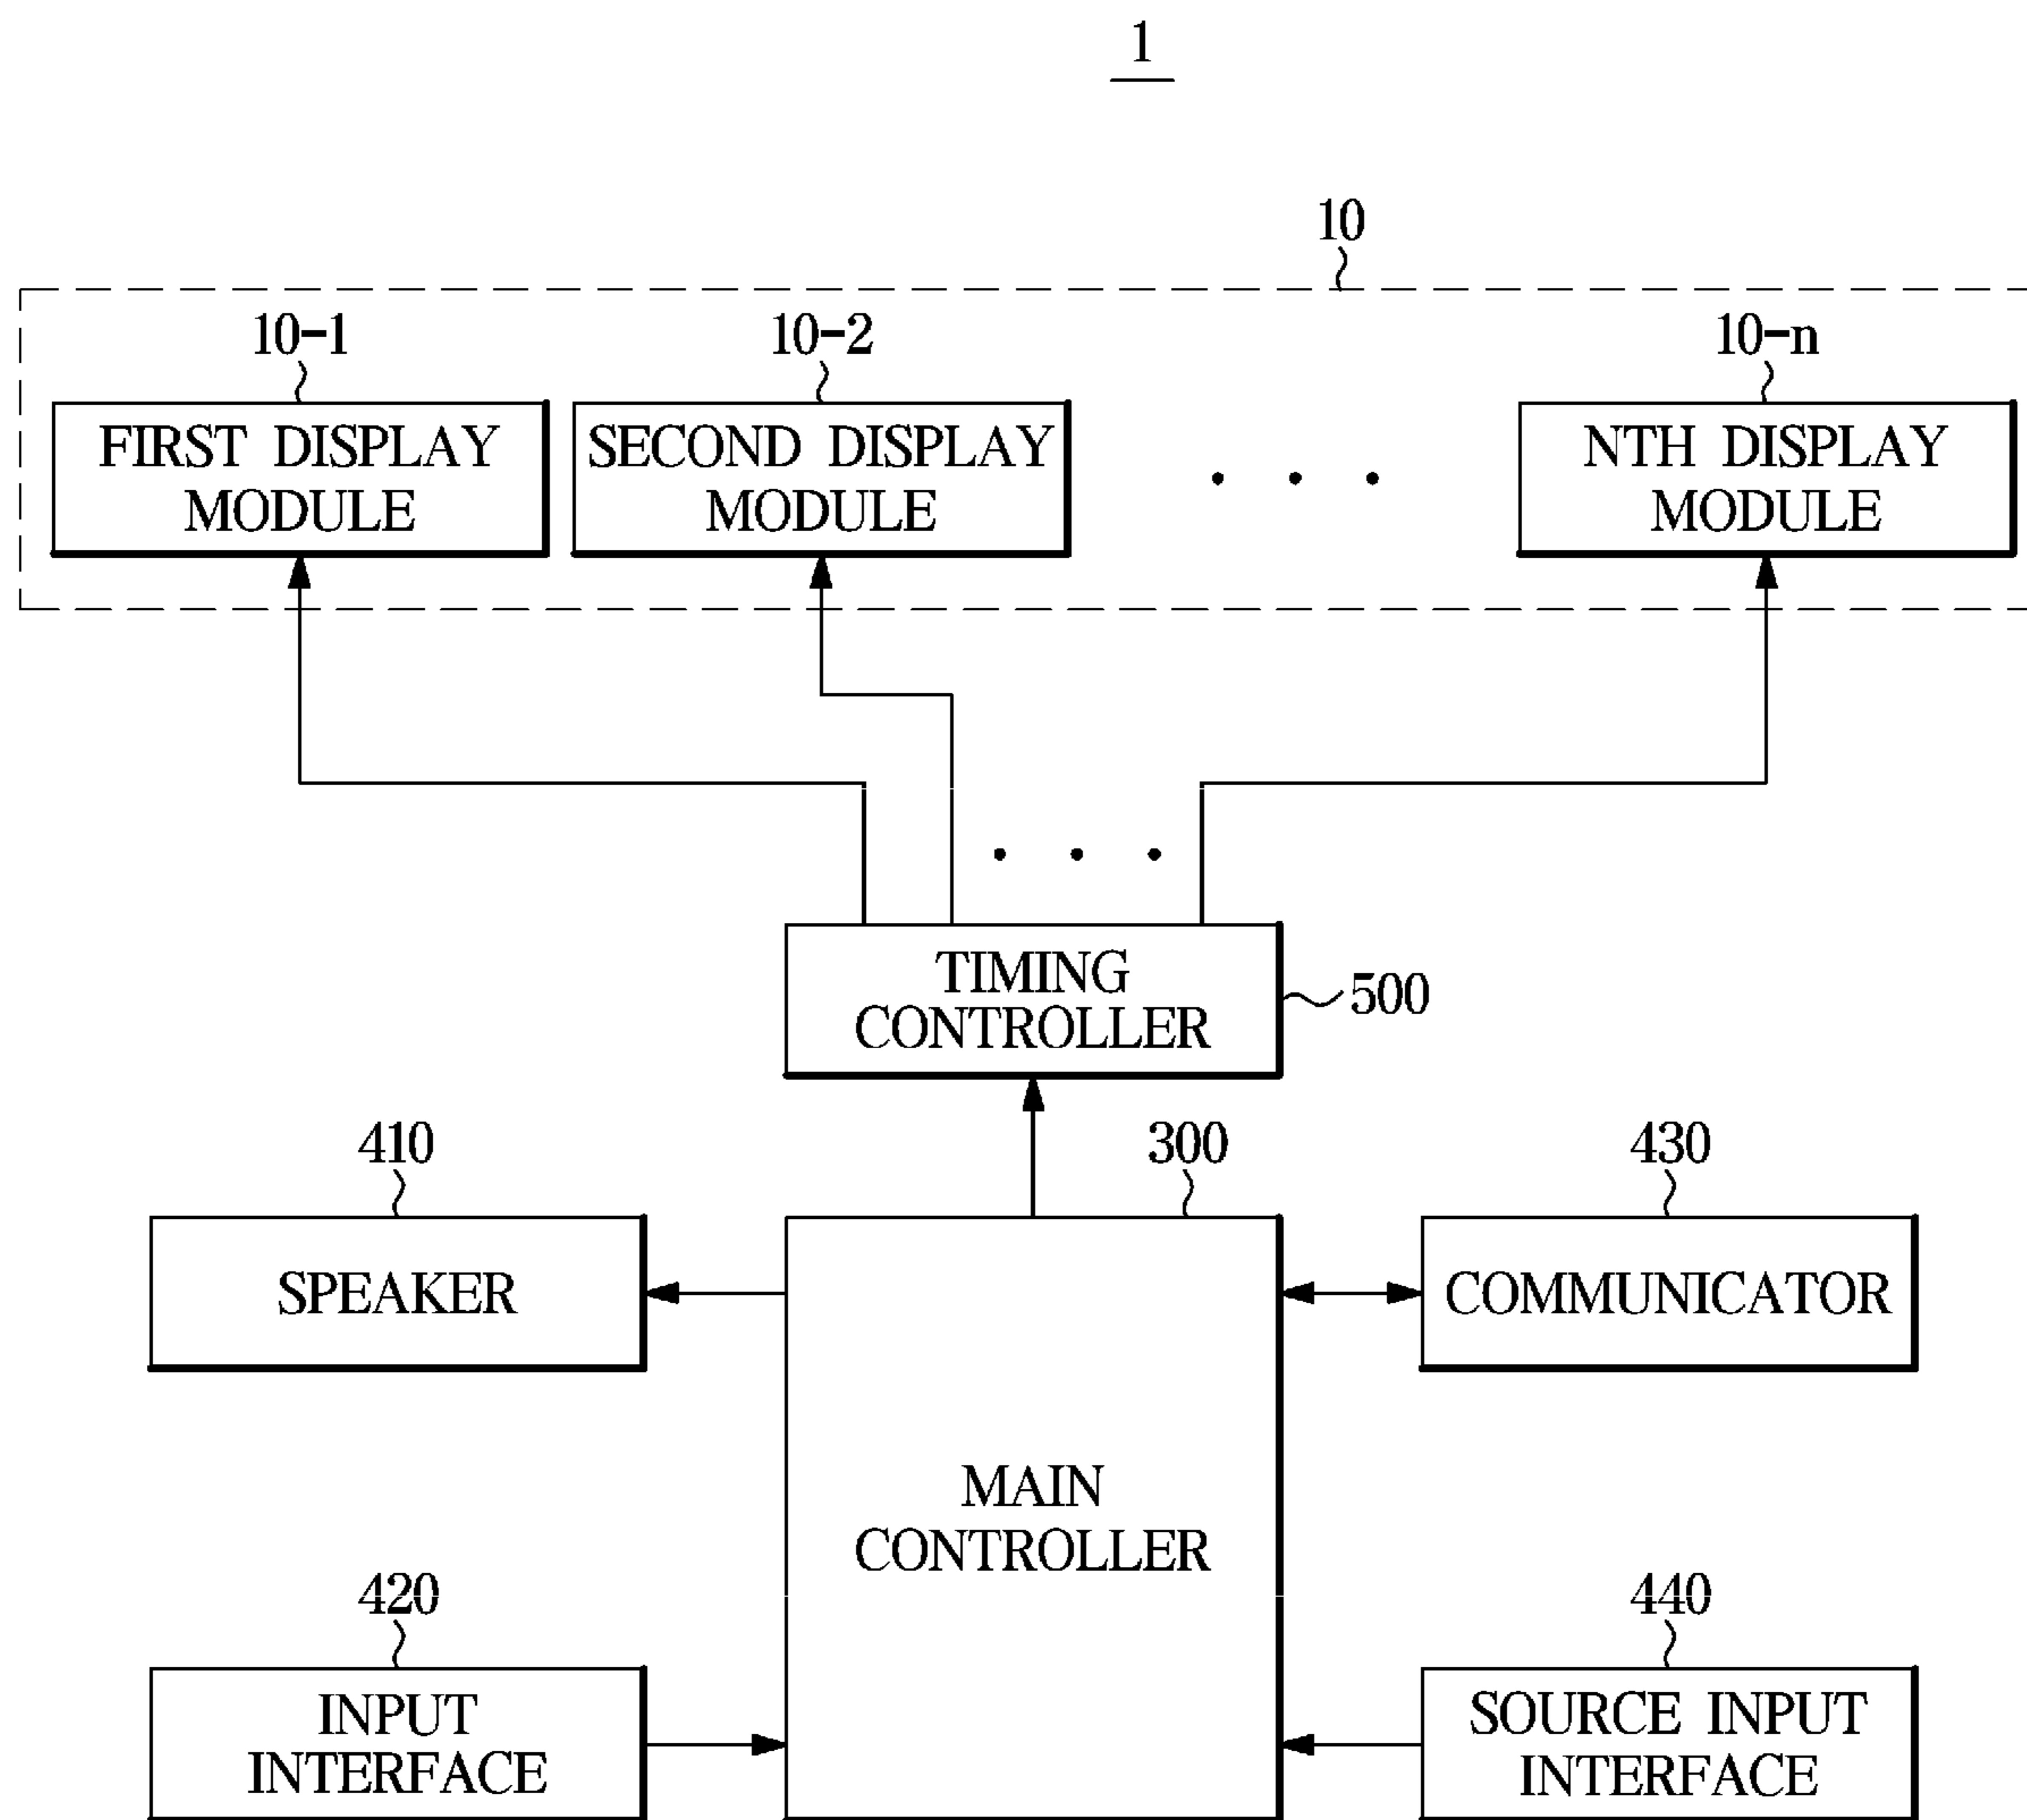 1
10
10-1
10-2
10-n
FIRST DISPLAY
MODULE
SECOND DISPLAY
MODULE
. . .
NTH DISPLAY
MODULE
. . .
TIMING
CONTROLLER
500
410
300
430
SPEAKER
COMMUNICATOR
MAIN
CONTROLLER
420
440
INPUT
INTERFACE
SOURCE INPUT
INTERFACE